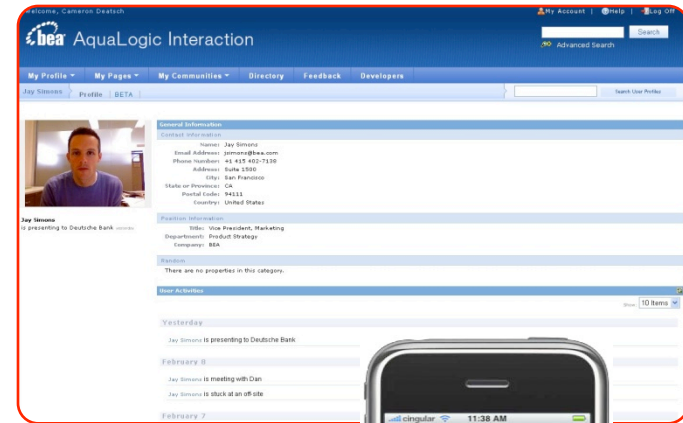 Welcome, Cameron Deatsch
My Account | Help | Log Off
bea AquaLogic Interaction
Search
Advanced Search
My Profile My Pages My Communities Directory Feedback Developers
Jay Simons Profile | BETA |
Search User Profiles
General Information
Contact Information
Name: Jay Simons
Email Address: jsimons@bea.com
Phone Number: +1 415 402-7130
Address: Suite 1500
City: San Francisco
State or Province: CA
Postal Code: 94111
Country: United States
Jay Simons
is presenting to Deutsche Bank
Position Information
Title: Vice President, Marketing
Department: Product Strategy
Company: BEA
Random
There are no properties in this category.
User Activities
Show 10 Items
Yesterday
Jay Simons is presenting to Deutsche Bank
February 8
Jay Simons is meeting with Dan
Jay Simons is stuck at an off-site
February 7
cingular 11:38 AM